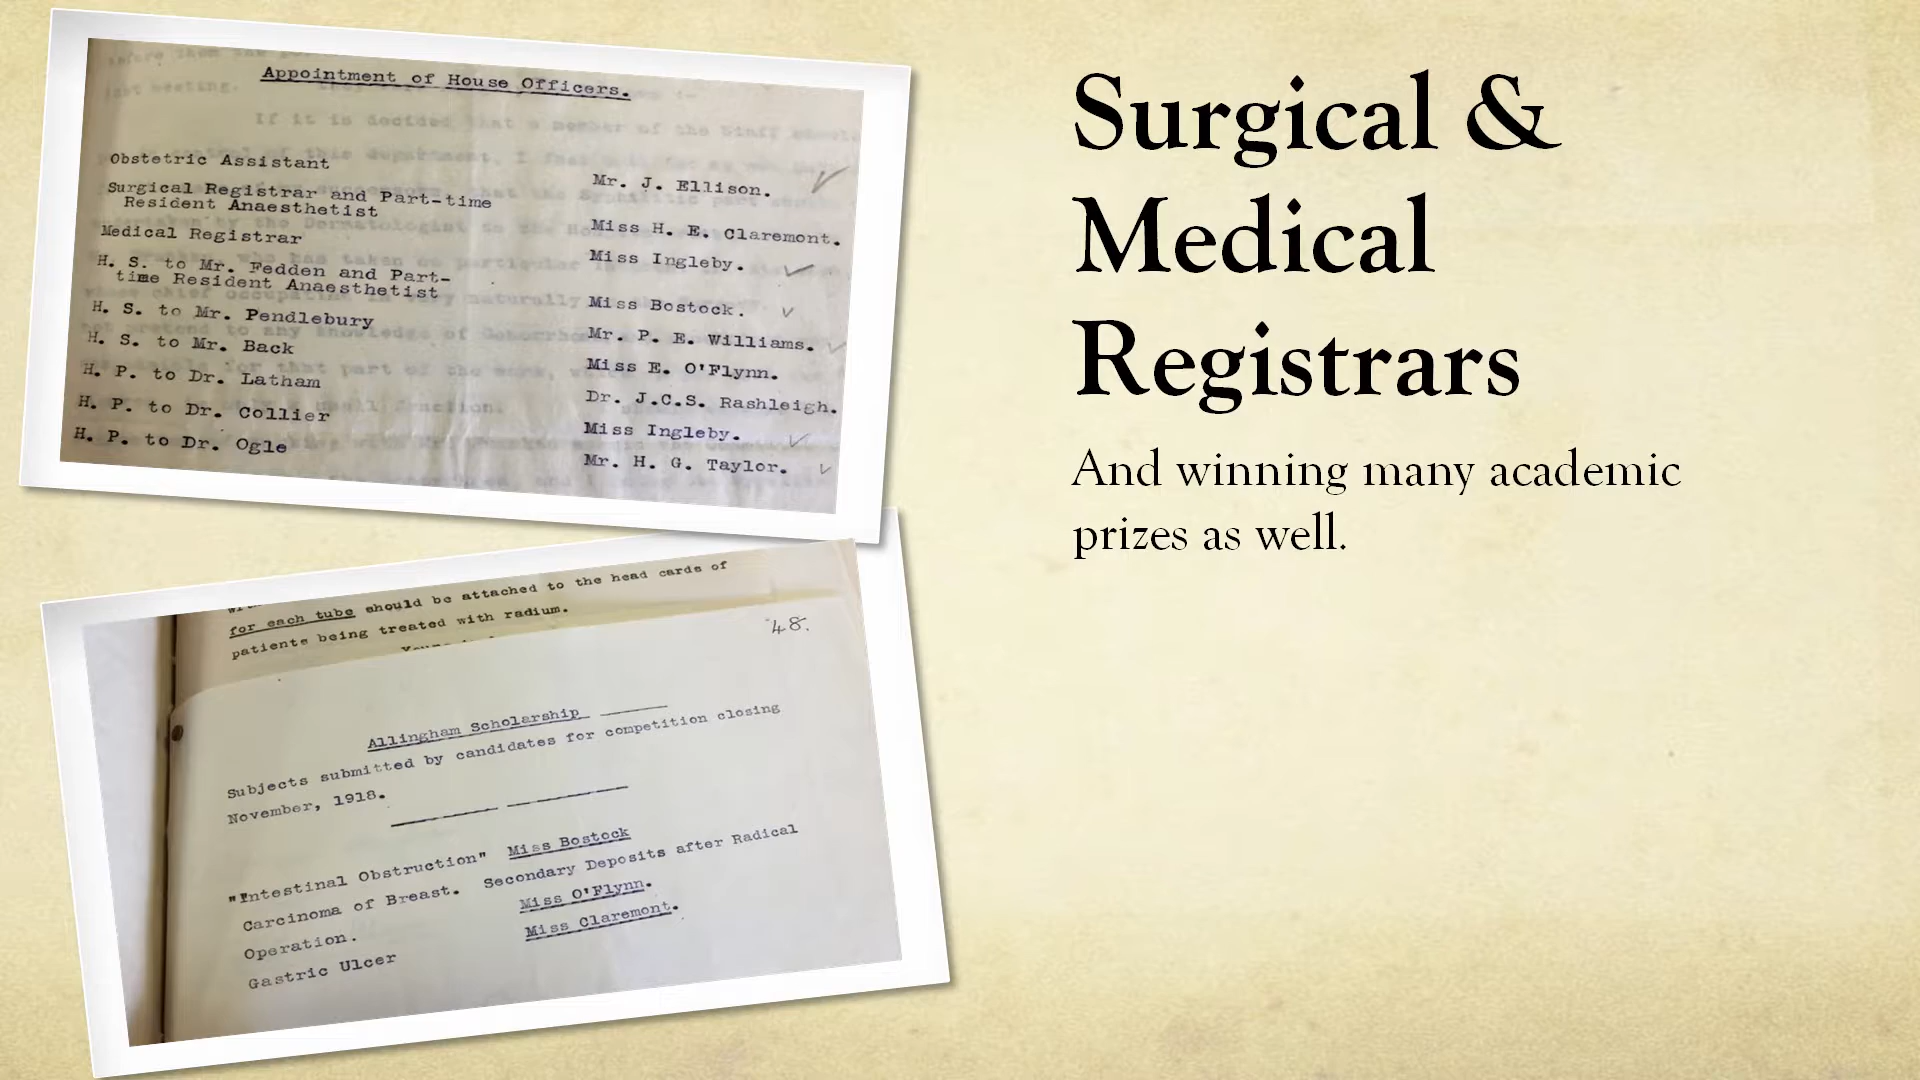 Appointment of House Officers.
Obstetric Assistant
Mr. J. Ellison.
Surgical Registrar and Part-time
Resident Anaesthetist
Miss H. E. Claremont.
Medical Registrar
Miss Ingleby.
H. S. to Mr. Fedden and Part-
time Resident Anaesthetist
Miss Bostock.
H. S. to Mr. Pendlebury
Mr. P. E. Williams.
H. S. to Mr. Back
Miss E. O'Flynn.
H. P. to Dr. Latham
Dr. J.C.S. Rashleigh.
H. P. to Dr. Collier
Miss Ingleby.
H. P. to Dr. Ogle
Mr. H. G. Taylor.
for each tube should be attached to the head cards of
patients being treated with radium.
48.
Allingham Scholarship
Subjects submitted by candidates for competition closing
November, 1918.
"Intestinal Obstruction" Miss Bostock
Carcinoma of Breast. Secondary Deposits after Radical
Operation. Miss O'Flynn.
Gastric Ulcer Miss Claremont.
Surgical &
Medical
Registrars
And winning many academic
prizes as well.